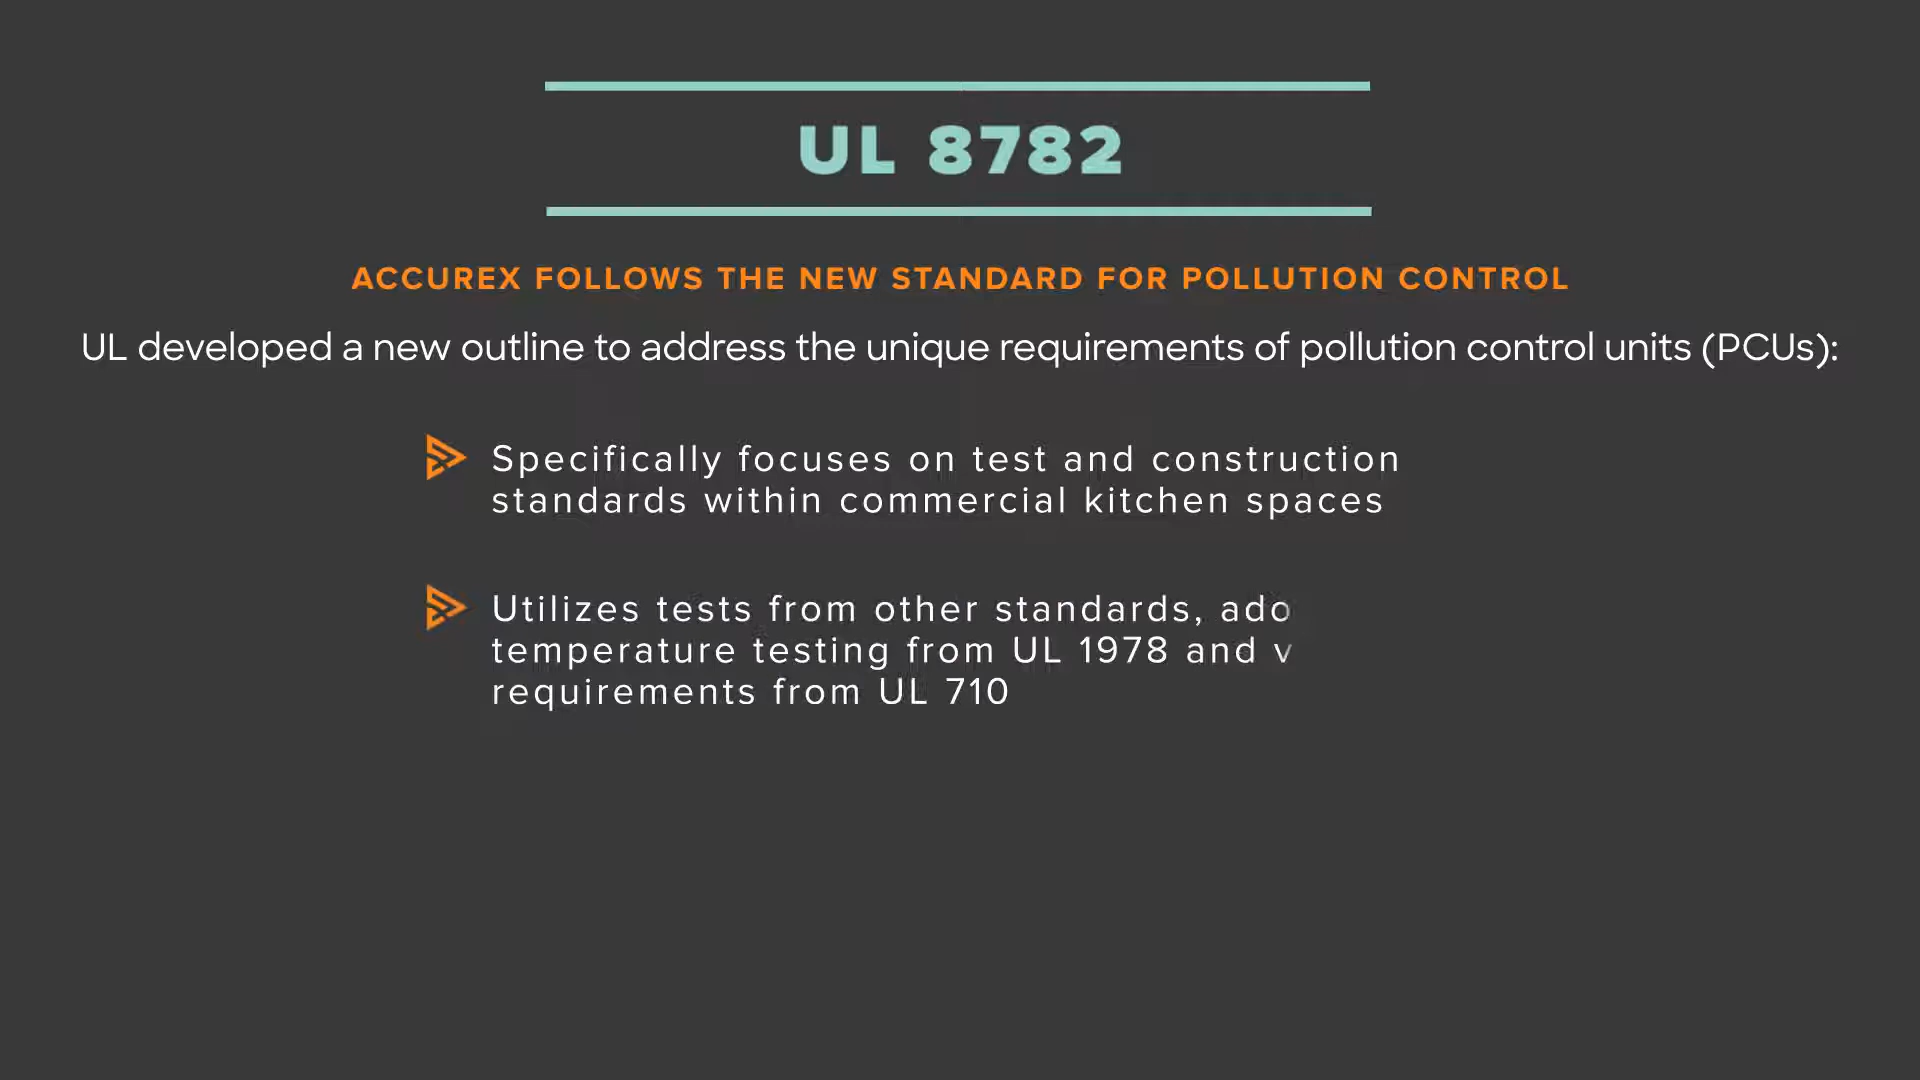 UL 8782
ACCUREX FOLLOWS THE NEW STANDARD FOR POLLUTION CONTROL
UL developed a new outline to address the unique requirements of pollution control units (PCUs):
Specifically focuses on test and construction
standards within commercial kitchen spaces
Utilizes tests from other standards, ado
temperature testing from UL 1978 and v
requirements from UL 710